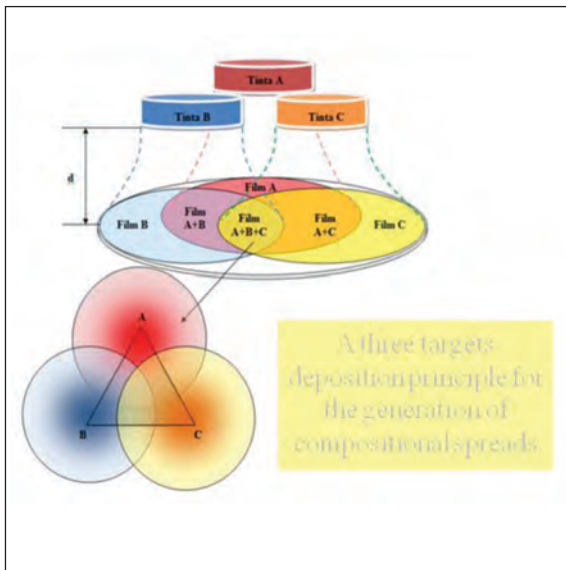 Tinta A
Tinta B
Tinta C
d
Film A
Film B
Film
A+B
Film
A+B+C
Film
A+C
Film C
A
B
C
A three targets
deposition principle for
the generation of
compositional spreads